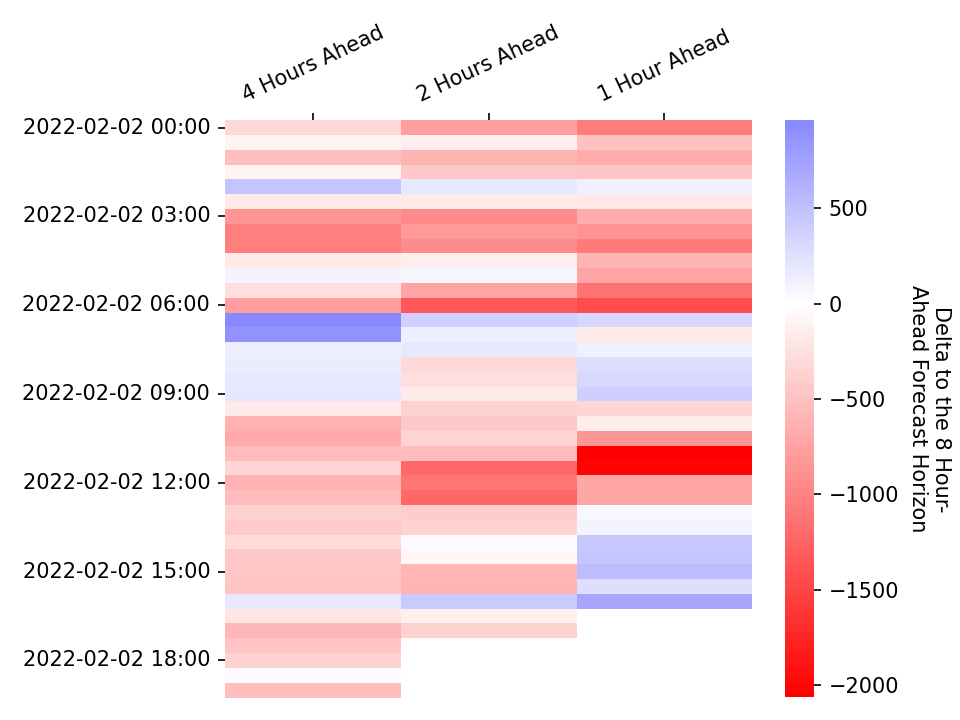 4 Hours Ahead
2 Hours Ahead
1 Hour Ahead
2022-02-02 00:00
2022-02-02 03:00
2022-02-02 06:00
2022-02-02 09:00
2022-02-02 12:00
2022-02-02 15:00
2022-02-02 18:00
500
0
−500
−1000
−1500
−2000
Delta to the 8 Hour-
Ahead Forecast Horizon